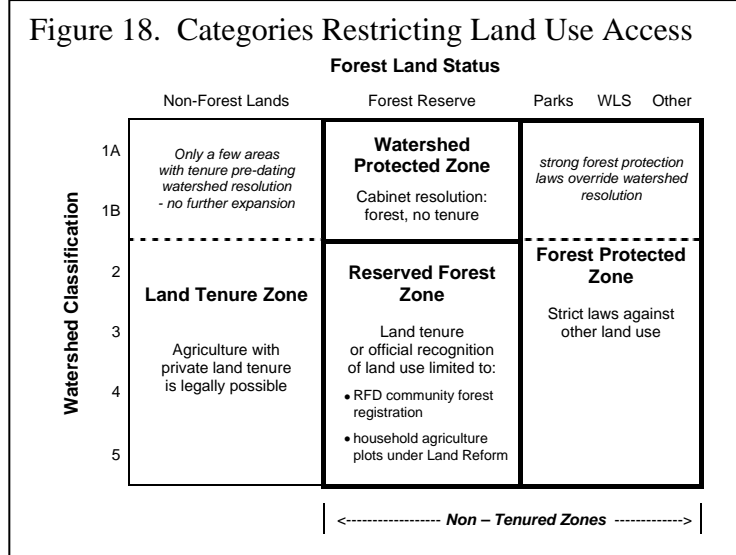 Figure 18. Categories Restricting Land Use Access
Forest Land Status
Non-Forest Lands Forest Reserve Parks WLS Other
Watershed Classification
1A
1B
2
3
4
5
Only a few areas
with tenure pre-dating
watershed resolution
- no further expansion
Land Tenure Zone
Agriculture with
private land tenure
is legally possible
Watershed
Protected Zone
Cabinet resolution:
forest, no tenure
Reserved Forest
Zone
Land tenure
or official recognition
of land use limited to:
• RFD community forest
registration
• household agriculture
plots under Land Reform
strong forest protection
laws override watershed
resolution
Forest Protected
Zone
Strict laws against
other land use
<----------------- Non – Tenured Zones ------------->